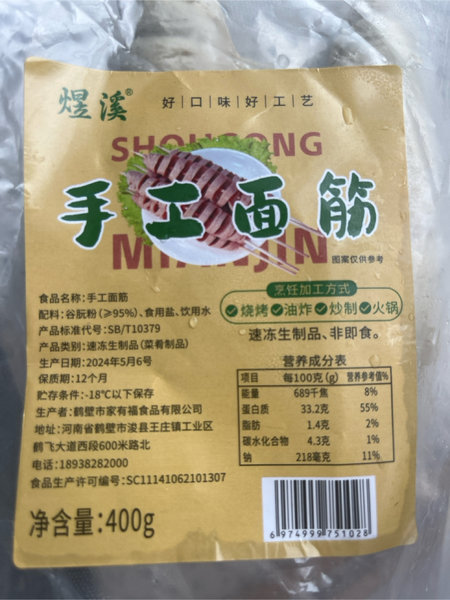 煜溪®
好口味好工艺
SHOUGONG
手工面筋
MIANJIN
图案仅供参考
食品名称:手工面筋
配料:谷朊粉(≥95%)、食用盐、饮用水
产品标准代号:SB/T10379
产品类别:速冻生制品(菜肴制品)
生产日期:2024年5月6号
保质期:12个月
贮存条件:-18℃以下保存
生产者:鹤壁市家有福食品有限公司
地址:河南省鹤壁市浚县王庄镇工业区
鹤飞大道西段600米路北
电话:18938282000
食品生产许可编号:SC11141062101307
净含量:400g
烹饪加工方式
烧烤 油炸 炒制 火锅
速冻生制品、非即食。
营养成分表
项目 每100克(g) 营养参考值%
能量 689千焦 8%
蛋白质 33.2克 55%
脂肪 1.4克 2%
碳水化合物 4.3克 1%
钠 218毫克 11%
6974999751028